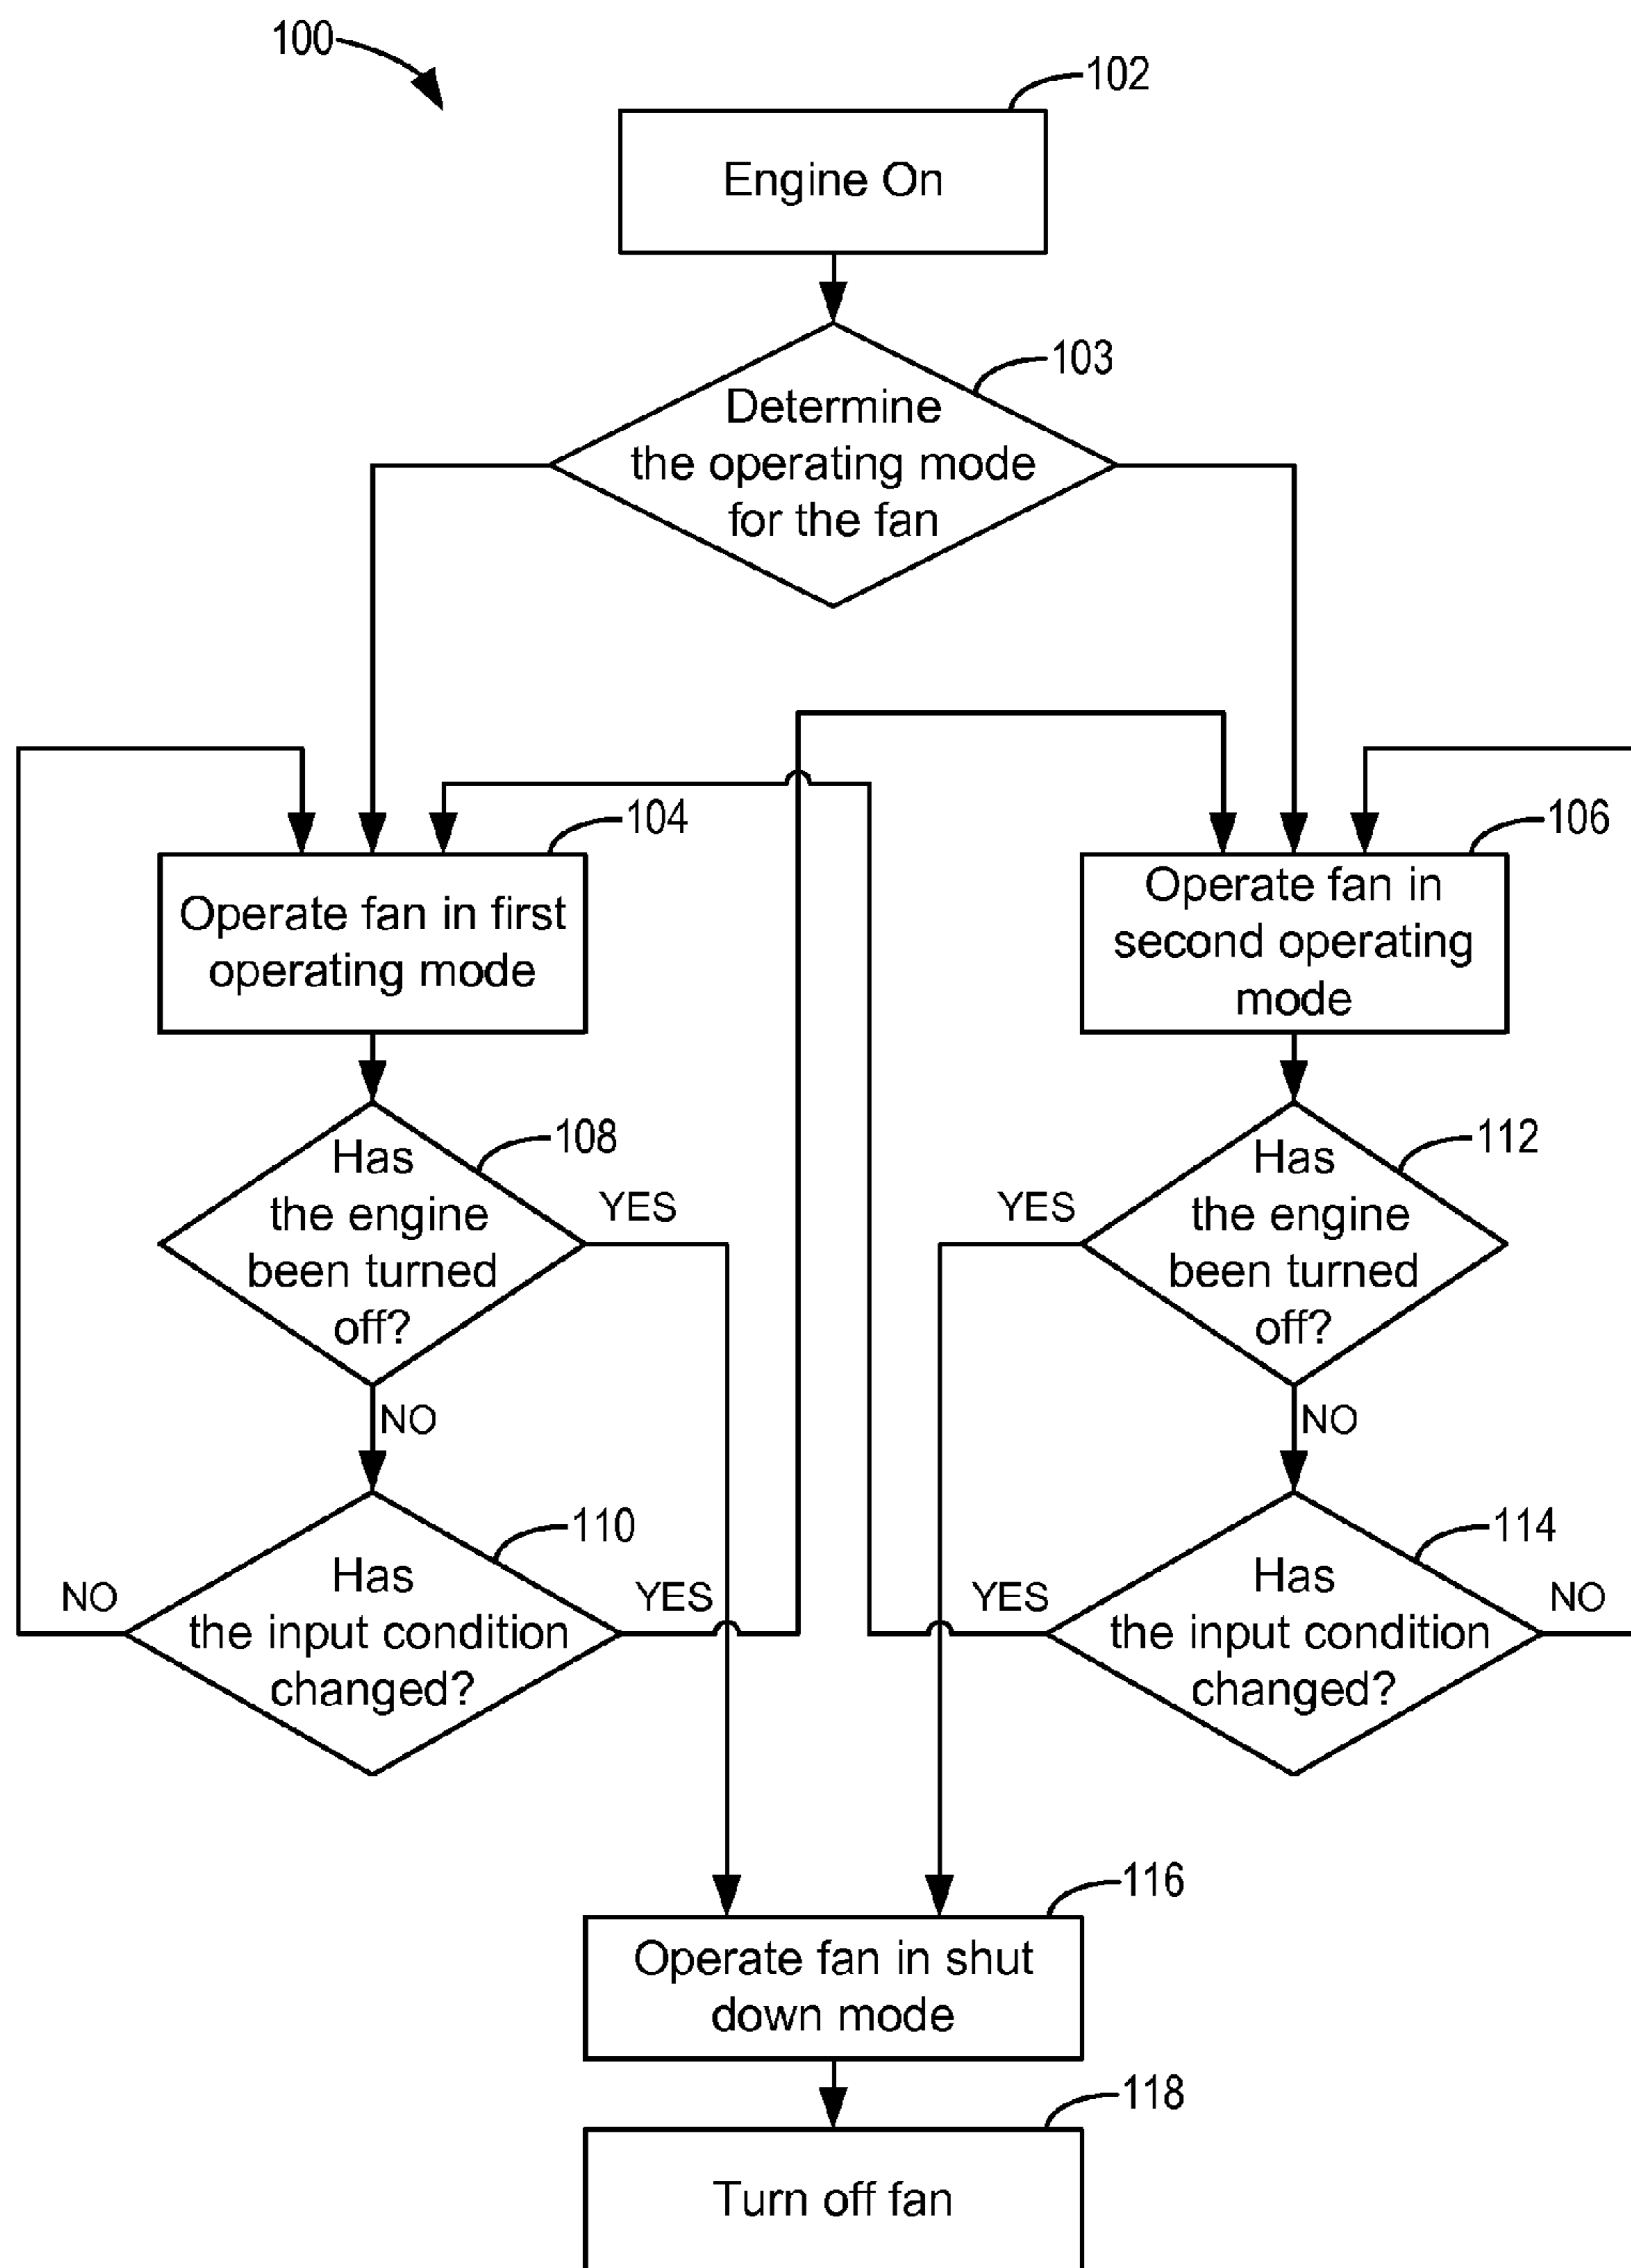 100
102
Engine On
103
Determine
the operating mode
for the fan
104
Operate fan in first
operating mode
106
Operate fan in
second operating
mode
108
Has
the engine
been turned
off?
YES
NO
112
Has
the engine
been turned
off?
YES
NO
110
Has
the input condition
changed?
NO
YES
114
Has
the input condition
changed?
YES
NO
116
Operate fan in shut
down mode
118
Turn off fan